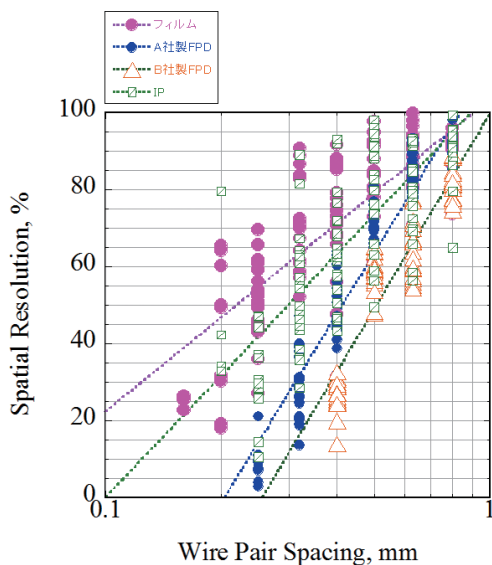 フィルム
A社製FPD
B社製FPD
IP
100
80
60
40
20
0
0.1
1
Spatial Resolution, %
Wire Pair Spacing, mm